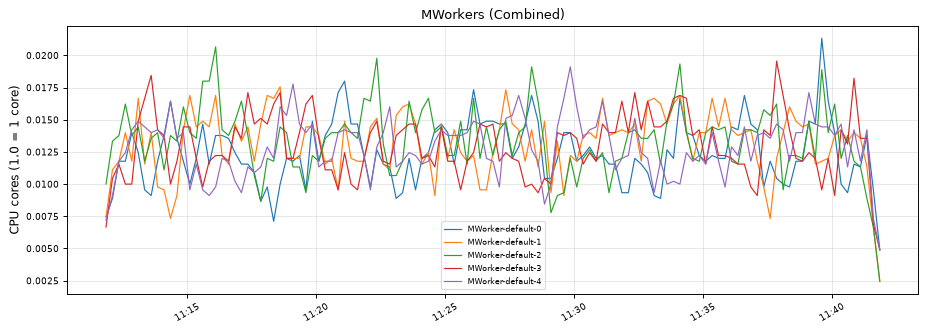 MWorkers (Combined)
CPU cores (1.0 = 1 core)
0.0200
0.0175
0.0150
0.0125
0.0100
0.0075
0.0050
0.0025
MWorker-default-0
MWorker-default-1
MWorker-default-2
MWorker-default-3
MWorker-default-4
11:15
11:20
11:25
11:30
11:35
11:40